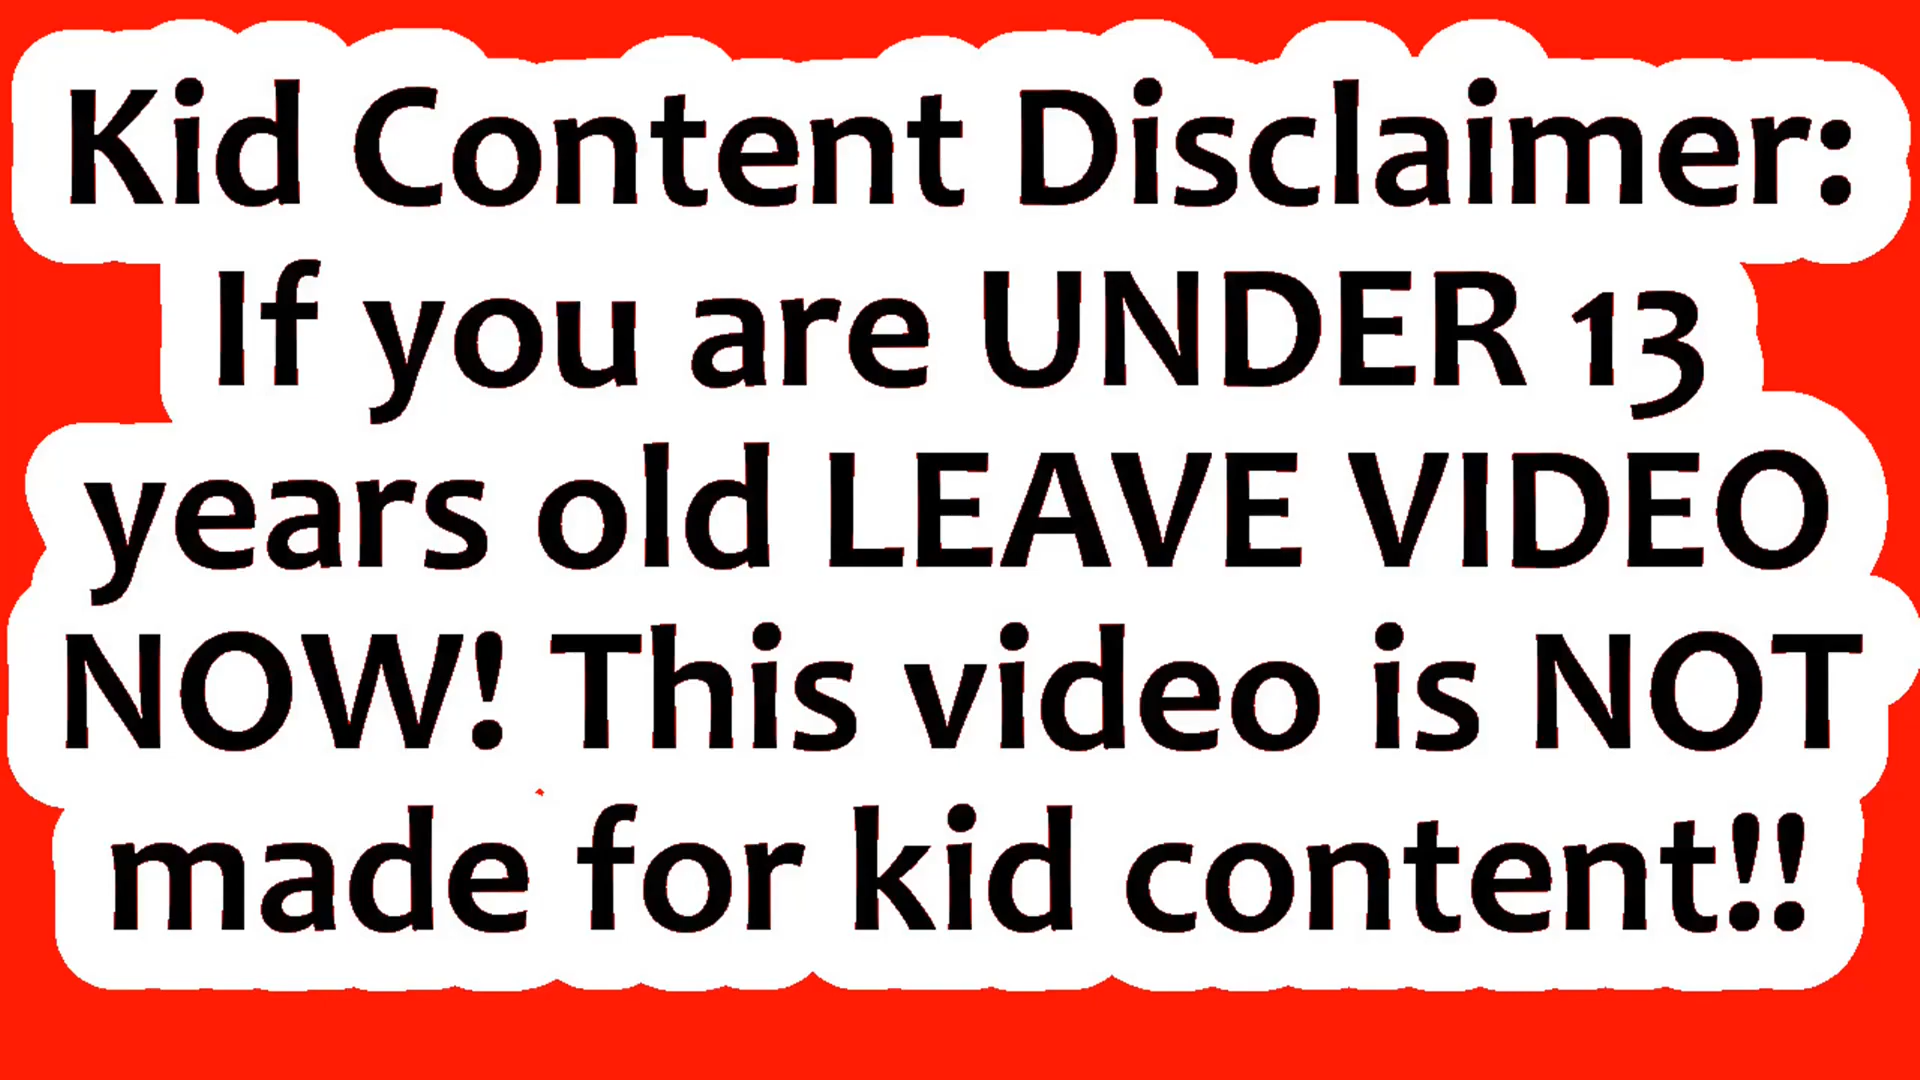 Kid Content Disclaimer:
If you are UNDER 13
years old LEAVE VIDEO
NOW! This video is NOT
made for kid content!!